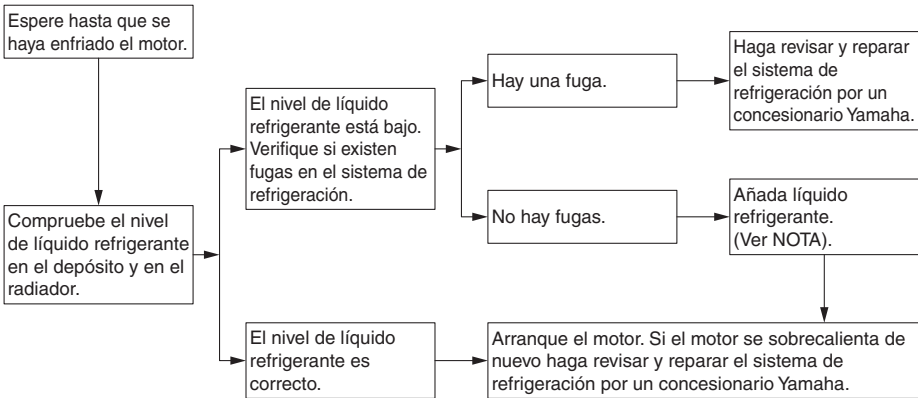 Espere hasta que se
haya enfriado el motor.
Compruebe el nivel
de líquido refrigerante
en el depósito y en el
radiador.
El nivel de líquido
refrigerante está bajo.
Verifique si existen
fugas en el sistema de
refrigeración.
Hay una fuga.
Haga revisar y reparar
el sistema de
refrigeración por un
concesionario Yamaha.
No hay fugas.
Añada líquido
refrigerante.
(Ver NOTA).
El nivel de líquido
refrigerante es
correcto.
Arranque el motor. Si el motor se sobrecalienta de
nuevo haga revisar y reparar el sistema de
refrigeración por un concesionario Yamaha.